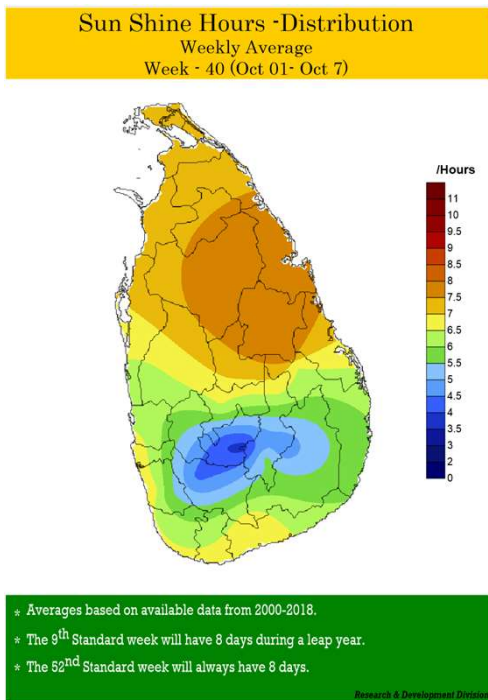 Sun Shine Hours -Distribution
Weekly Average
Week - 40 (Oct 01- Oct 7)
/Hours
11
10
9.5
9
8.5
8
7.5
7
6.5
6
5.5
5
4.5
4
3.5
3
2
0
* Averages based on available data from 2000-2018.
* The 9th Standard week will have 8 days during a leap year.
* The 52nd Standard week will always have 8 days.
Research & Development Division